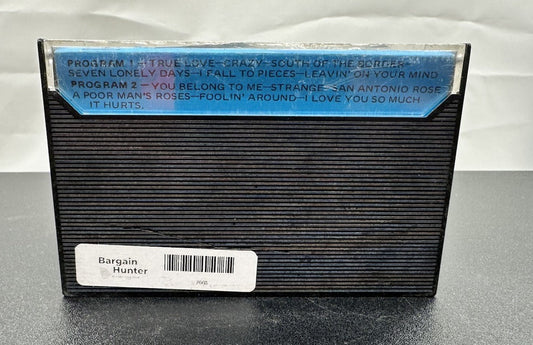 PROGRAM 1 — TRUE LOVE—CRAZY—SOUTH OF THE BORDER—
SEVEN LONELY DAYS—I FALL TO PIECES—LEAVIN' ON YOUR MIND.
PROGRAM 2 — YOU BELONG TO ME—STRANGE—SAN ANTONIO ROSE
A POOR MAN'S ROSES—FOOLIN' AROUND—I LOVE YOU SO MUCH
IT HURTS.
Bargain
Hunter